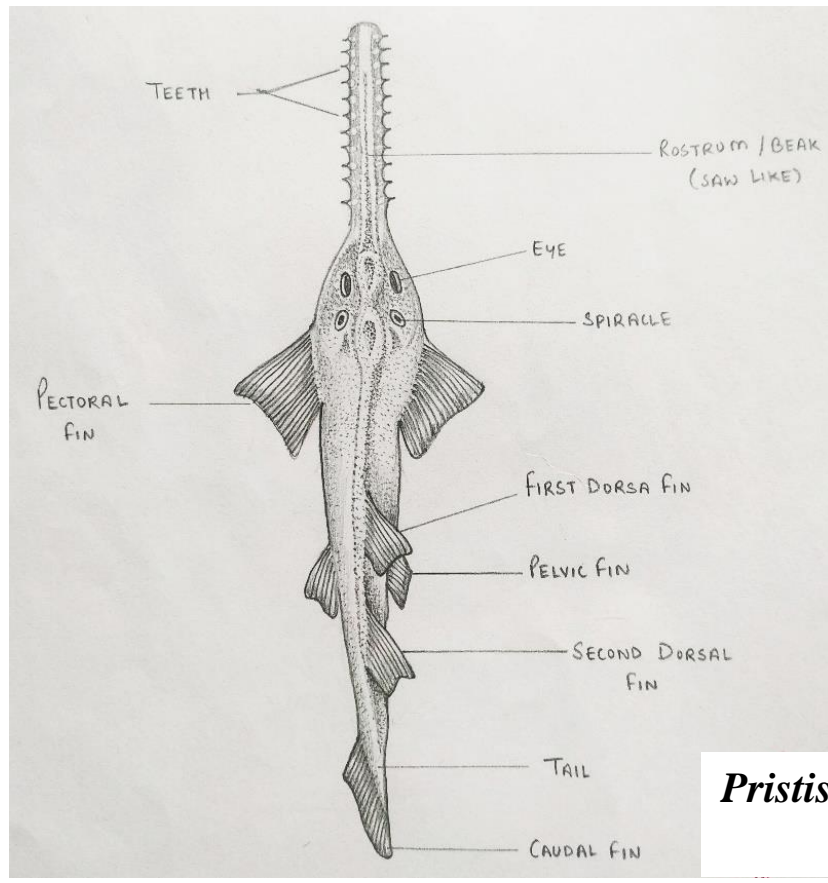 TEETH
ROSTRUM / BEAK
(SAW LIKE)
EYE
SPIRACLE
PECTORAL
FIN
FIRST DORSA FIN
PELVIC FIN
SECOND DORSAL
FIN
TAIL
Pristis
CAUDAL FIN